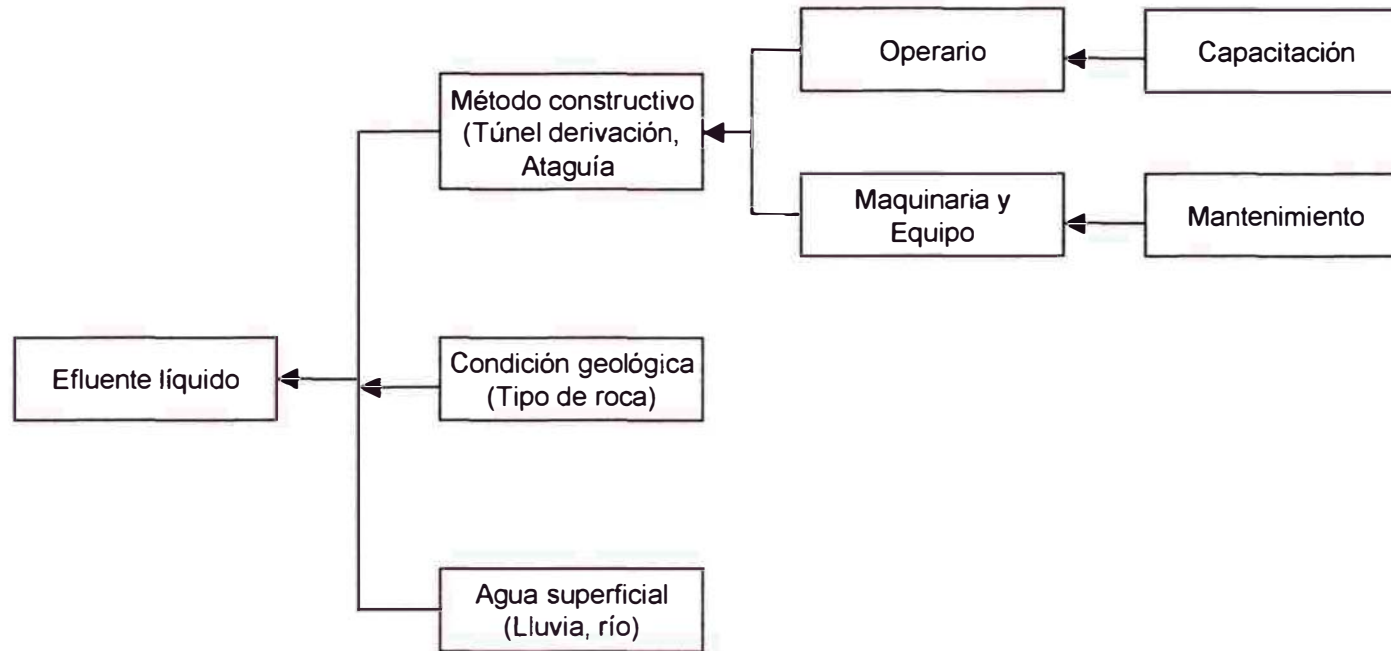 Operario
Capacitación
Método constructivo
(Túnel derivación,
Ataguía
Maquinaria y
Equipo
Mantenimiento
Efluente líquido
Condición geológica
(Tipo de roca)
Agua superficial
(Lluvia, río)